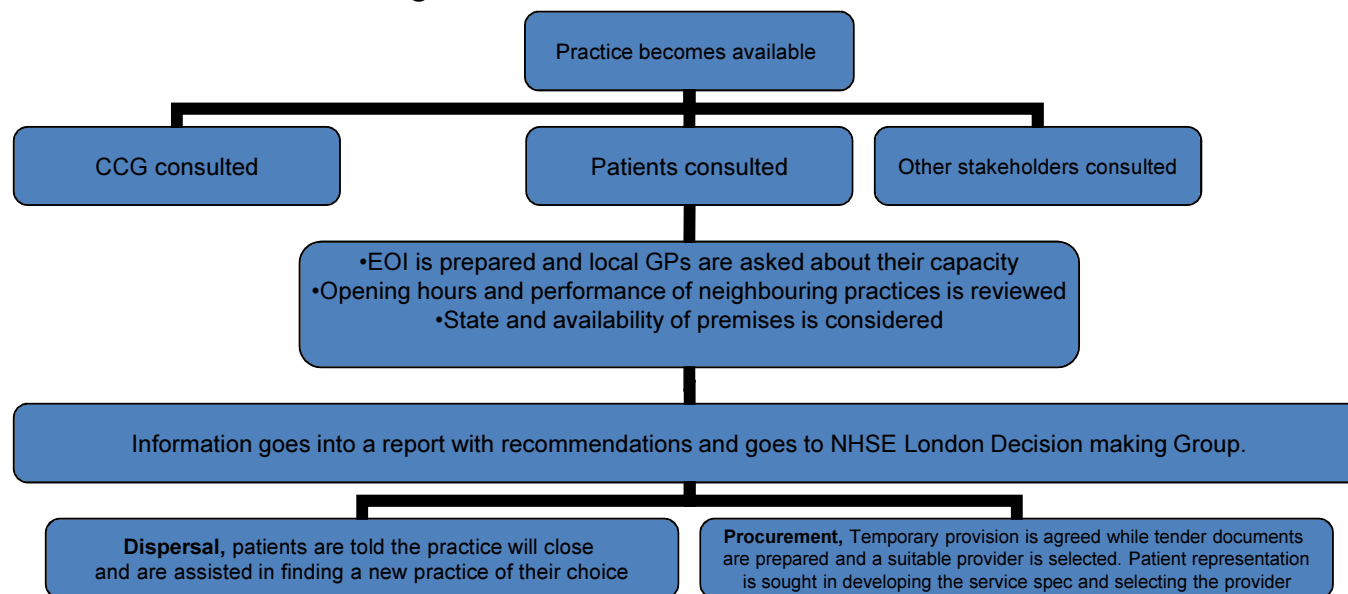 Practice becomes available
CCG consulted
Patients consulted
Other stakeholders consulted
•EOI is prepared and local GPs are asked about their capacity
•Opening hours and performance of neighbouring practices is reviewed
•State and availability of premises is considered
Information goes into a report with recommendations and goes to NHSE London Decision making Group.
Dispersal, patients are told the practice will close
and are assisted in finding a new practice of their choice
Procurement, Temporary provision is agreed while tender documents
are prepared and a suitable provider is selected. Patient representation
is sought in developing the service spec and selecting the provider